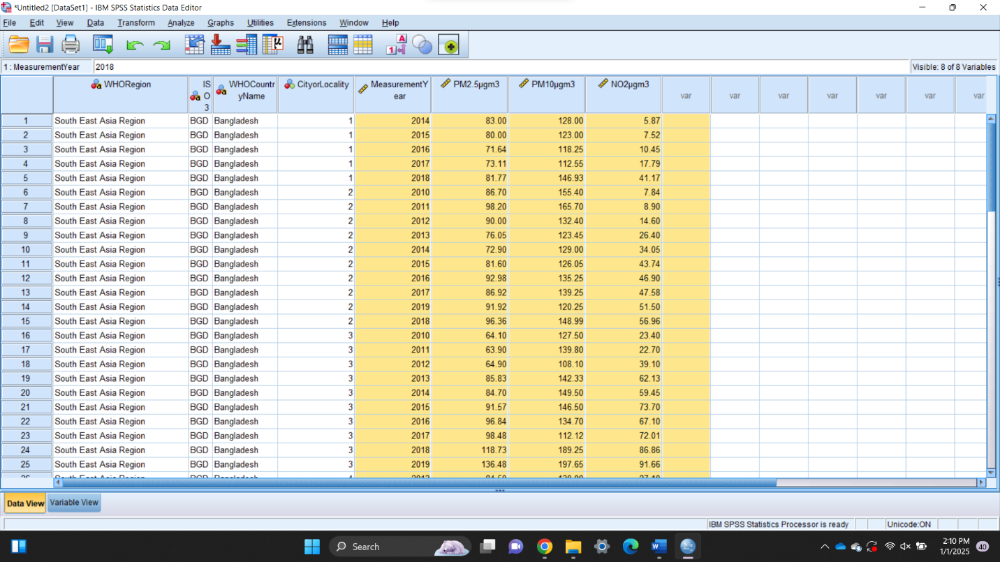 *Untitled2 [DataSet1] - IBM SPSS Statistics Data Editor
File Edit View Data Transform Analyze Graphs Utilities Extensions Window Help
1 : MeasurementYear 2018 Visible: 8 of 8 Variables
WHORegion ISO3 WHOCountryName CityorLocality MeasurementYear PM2.5µgm3 PM10µgm3 NO2µgm3 var var var var var var var
1 South East Asia Region BGD Bangladesh 1 2014 83.00 128.00 5.87
2 South East Asia Region BGD Bangladesh 1 2015 80.00 123.00 7.52
3 South East Asia Region BGD Bangladesh 1 2016 71.64 118.25 10.45
4 South East Asia Region BGD Bangladesh 1 2017 73.11 112.55 17.79
5 South East Asia Region BGD Bangladesh 1 2018 81.77 146.93 41.17
6 South East Asia Region BGD Bangladesh 2 2010 86.70 155.40 7.84
7 South East Asia Region BGD Bangladesh 2 2011 98.20 165.70 8.90
8 South East Asia Region BGD Bangladesh 2 2012 90.00 132.40 14.60
9 South East Asia Region BGD Bangladesh 2 2013 76.05 123.45 26.40
10 South East Asia Region BGD Bangladesh 2 2014 72.90 129.00 34.05
11 South East Asia Region BGD Bangladesh 2 2015 81.60 126.05 43.74
12 South East Asia Region BGD Bangladesh 2 2016 92.98 135.25 46.90
13 South East Asia Region BGD Bangladesh 2 2017 86.92 139.25 47.58
14 South East Asia Region BGD Bangladesh 2 2019 91.92 120.25 51.50
15 South East Asia Region BGD Bangladesh 2 2018 96.36 148.99 56.96
16 South East Asia Region BGD Bangladesh 3 2010 64.10 127.50 23.40
17 South East Asia Region BGD Bangladesh 3 2011 63.90 139.80 22.70
18 South East Asia Region BGD Bangladesh 3 2012 64.90 108.10 39.10
19 South East Asia Region BGD Bangladesh 3 2013 85.83 142.33 62.13
20 South East Asia Region BGD Bangladesh 3 2014 84.70 149.50 59.45
21 South East Asia Region BGD Bangladesh 3 2015 91.57 146.50 73.70
22 South East Asia Region BGD Bangladesh 3 2016 96.84 134.70 67.10
23 South East Asia Region BGD Bangladesh 3 2017 98.48 112.12 72.01
24 South East Asia Region BGD Bangladesh 3 2018 118.73 189.25 86.86
25 South East Asia Region BGD Bangladesh 3 2019 136.48 197.65 91.66
Data View Variable View
IBM SPSS Statistics Processor is ready Unicode:ON
Search
2:10 PM
1/1/2025
40